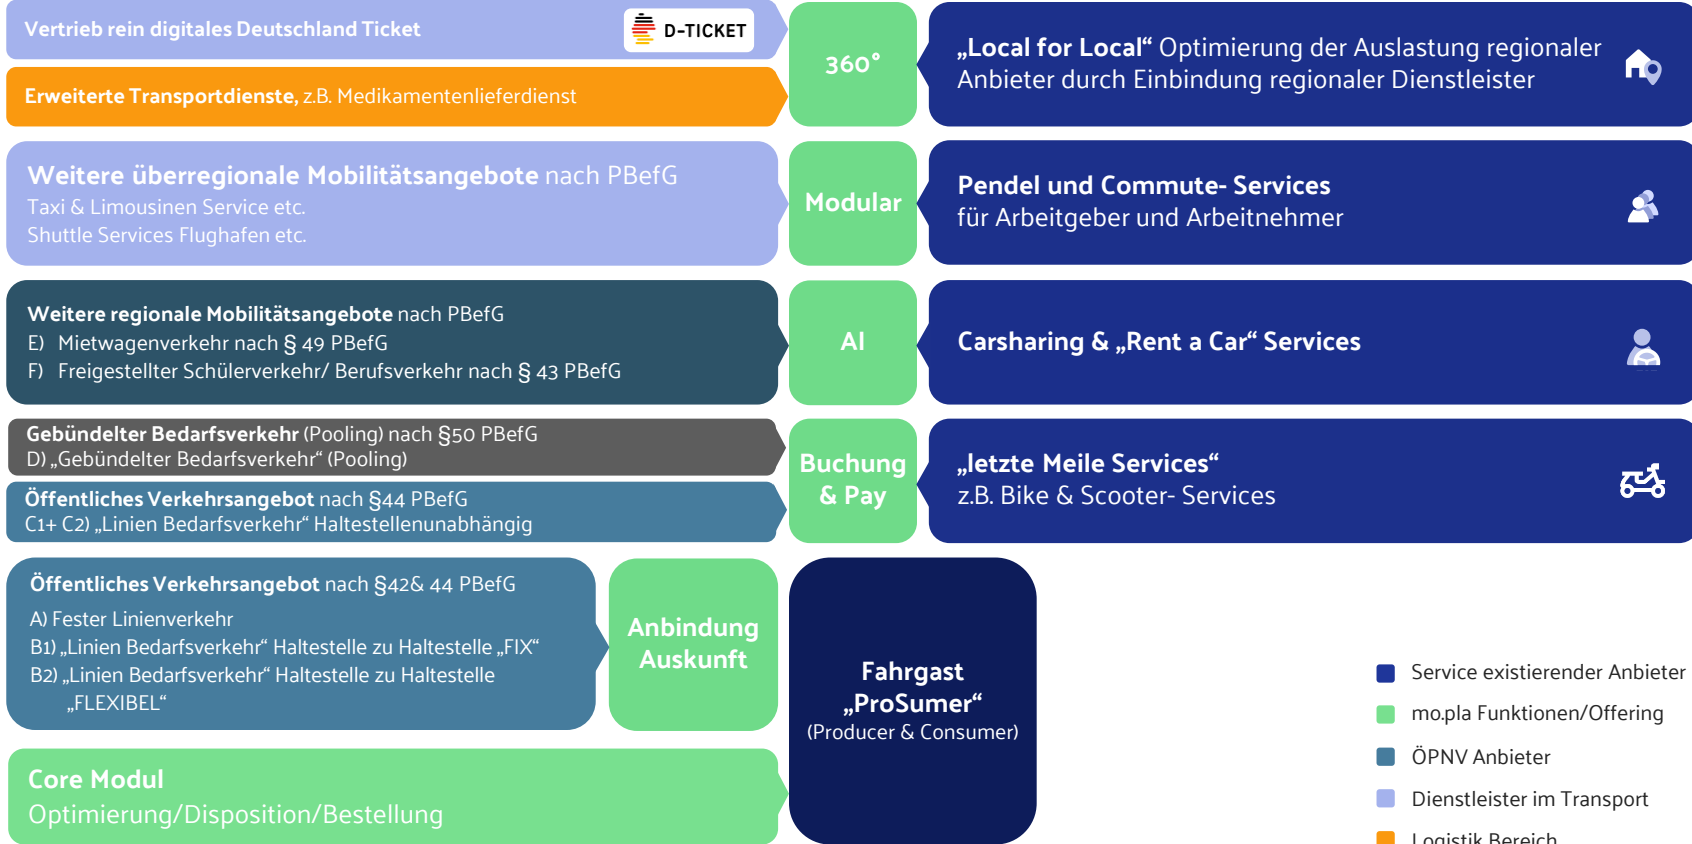 Vertrieb rein digitales Deutschland Ticket
D-TICKET
Erweiterte Transportdienste, z.B. Medikamentenlieferdienst
360°
„Local for Local“ Optimierung der Auslastung regionaler
Anbieter durch Einbindung regionaler Dienstleister
Weitere überregionale Mobilitätsangebote nach PBefG
Taxi & Limousinen Service etc.
Shuttle Services Flughafen etc.
Modular
Pendel und Commute- Services
für Arbeitgeber und Arbeitnehmer
Weitere regionale Mobilitätsangebote nach PBefG
E) Mietwagenverkehr nach § 49 PBefG
F) Freigestellter Schülerverkehr/ Berufsverkehr nach § 43 PBefG
AI
Carsharing & „Rent a Car“ Services
Gebündelter Bedarfsverkehr (Pooling) nach §50 PBefG
D) „Gebündelter Bedarfsverkehr“ (Pooling)
Öffentliches Verkehrsangebot nach §44 PBefG
C1+ C2) „Linien Bedarfsverkehr“ Haltestellenunabhängig
Buchung
& Pay
„letzte Meile Services“
z.B. Bike & Scooter- Services
Öffentliches Verkehrsangebot nach §42& 44 PBefG
A) Fester Linienverkehr
B1) „Linien Bedarfsverkehr“ Haltestelle zu Haltestelle „FIX“
B2) „Linien Bedarfsverkehr“ Haltestelle zu Haltestelle
„FLEXIBEL“
Anbindung
Auskunft
Core Modul
Optimierung/Disposition/Bestellung
Fahrgast
„ProSumer“
(Producer & Consumer)
Service existierender Anbieter
mo.pla Funktionen/Offering
ÖPNV Anbieter
Dienstleister im Transport
Logistik Bereich